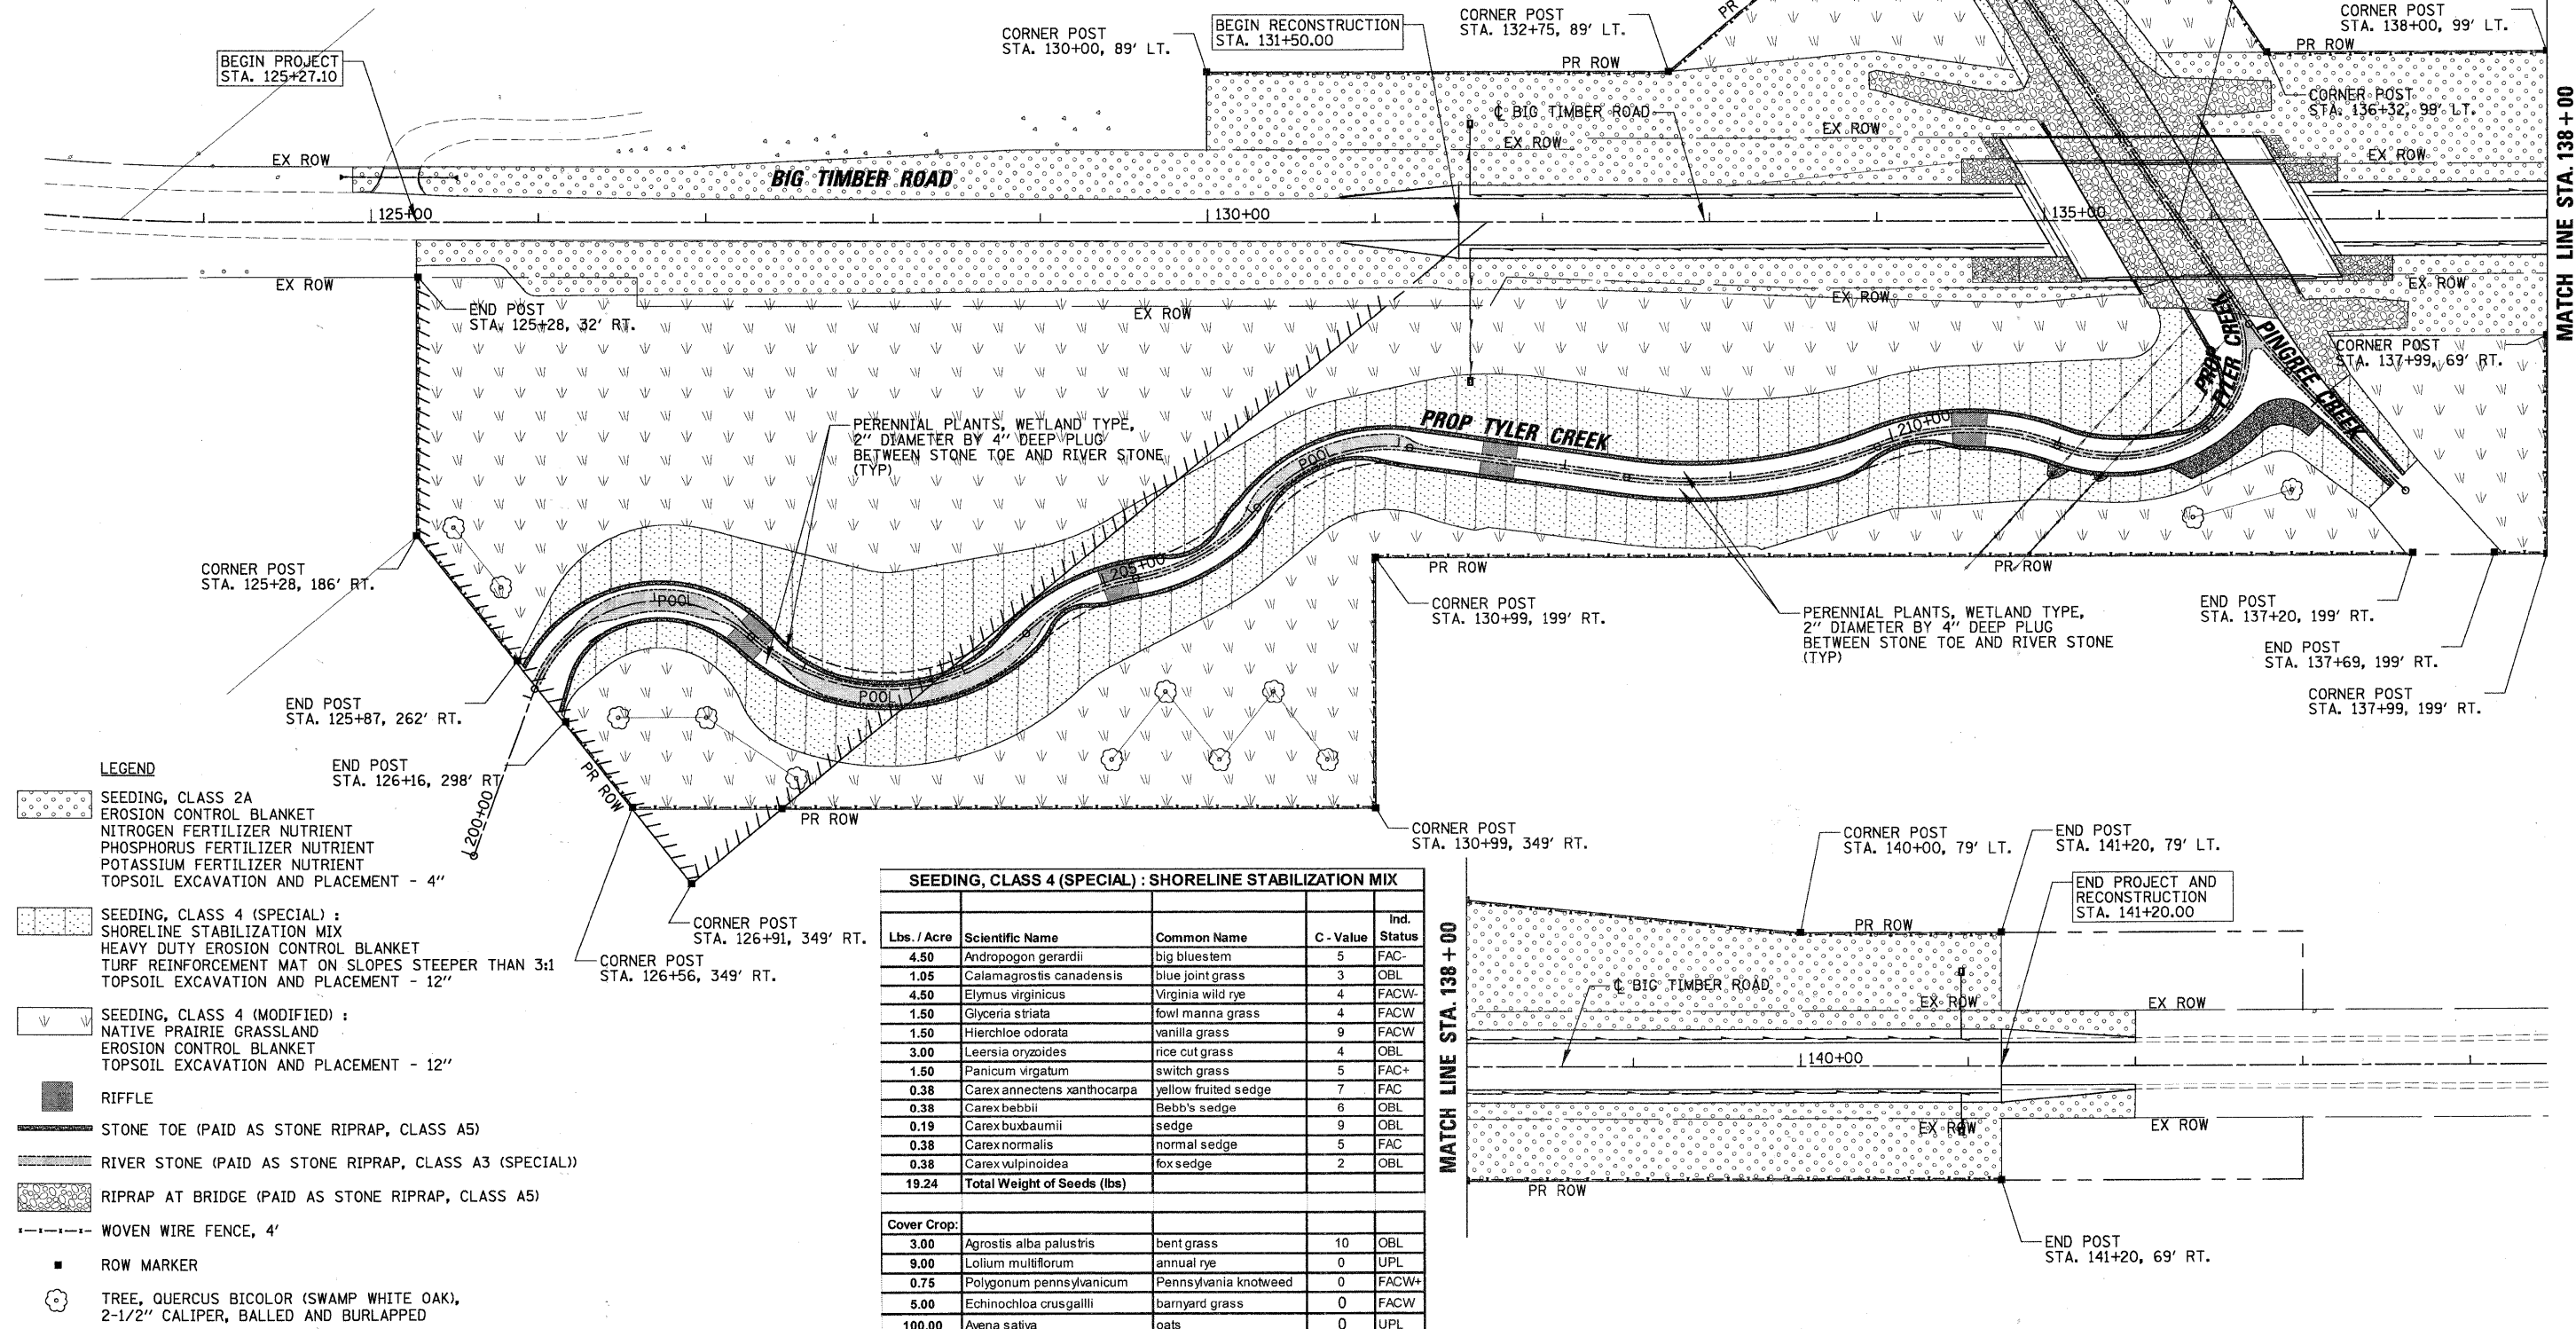 CORNER POST
STA. 130+00, 89' LT.
BEGIN RECONSTRUCTION
STA. 131+50.00
CORNER POST
STA. 132+75, 89' LT.
PR
CORNER POST
STA. 138+00, 99' LT.
BEGIN PROJECT
STA. 125+27.10
PR ROW
PR ROW
CORNER POST
STA. 136+32, 99' LT.
℄ BIG TIMBER ROAD
EX ROW
EX ROW
EX ROW
EX ROW
BIG TIMBER ROAD
125+00
130+00
135+00
MATCH LINE STA. 138+00
EX ROW
END POST
STA. 125+28, 32' RT.
EX ROW
EX ROW
EX ROW
CORNER POST
STA. 137+99, 69' RT.
PROP
TYLER CREEK
PINGREE CREEK
PERENNIAL PLANTS, WETLAND TYPE,
2" DIAMETER BY 4" DEEP PLUG
BETWEEN STONE TOE AND RIVER STONE
(TYP)
PROP TYLER CREEK
210+00
POOL
205+00
POOL
POOL
CORNER POST
STA. 125+28, 186' RT.
PR ROW
PR ROW
CORNER POST
STA. 130+99, 199' RT.
PERENNIAL PLANTS, WETLAND TYPE,
2" DIAMETER BY 4" DEEP PLUG
BETWEEN STONE TOE AND RIVER STONE
(TYP)
END POST
STA. 137+20, 199' RT.
END POST
STA. 137+69, 199' RT.
CORNER POST
STA. 137+99, 199' RT.
END POST
STA. 125+87, 262' RT.
END POST
STA. 126+16, 298' RT
200+00
PR ROW
PR ROW
CORNER POST
STA. 130+99, 349' RT.
CORNER POST
STA. 126+91, 349' RT.
CORNER POST
STA. 126+56, 349' RT.
LEGEND
SEEDING, CLASS 2A
EROSION CONTROL BLANKET
NITROGEN FERTILIZER NUTRIENT
PHOSPHORUS FERTILIZER NUTRIENT
POTASSIUM FERTILIZER NUTRIENT
TOPSOIL EXCAVATION AND PLACEMENT - 4"
SEEDING, CLASS 4 (SPECIAL) :
SHORELINE STABILIZATION MIX
HEAVY DUTY EROSION CONTROL BLANKET
TURF REINFORCEMENT MAT ON SLOPES STEEPER THAN 3:1
TOPSOIL EXCAVATION AND PLACEMENT - 12"
SEEDING, CLASS 4 (MODIFIED) :
NATIVE PRAIRIE GRASSLAND
EROSION CONTROL BLANKET
TOPSOIL EXCAVATION AND PLACEMENT - 12"
RIFFLE
STONE TOE (PAID AS STONE RIPRAP, CLASS A5)
RIVER STONE (PAID AS STONE RIPRAP, CLASS A3 (SPECIAL))
RIPRAP AT BRIDGE (PAID AS STONE RIPRAP, CLASS A5)
WOVEN WIRE FENCE, 4'
ROW MARKER
TREE, QUERCUS BICOLOR (SWAMP WHITE OAK),
2-1/2" CALIPER, BALLED AND BURLAPPED
SEEDING, CLASS 4 (SPECIAL) : SHORELINE STABILIZATION MIX
Lbs. / Acre Scientific Name Common Name C - Value Ind. Status
4.50 Andropogon gerardii big bluestem 5 FAC-
1.05 Calamagrostis canadensis blue joint grass 3 OBL
4.50 Elymus virginicus Virginia wild rye 4 FACW-
1.50 Glyceria striata fowl manna grass 4 FACW
1.50 Hierchloe odorata vanilla grass 9 FACW
3.00 Leersia oryzoides rice cut grass 4 OBL
1.50 Panicum virgatum switch grass 5 FAC+
0.38 Carex annectens xanthocarpa yellow fruited sedge 7 FAC
0.38 Carex bebbii Bebb's sedge 6 OBL
0.19 Carex buxbaumii sedge 9 OBL
0.38 Carex normalis normal sedge 5 FAC
0.38 Carex vulpinoidea fox sedge 2 OBL
19.24 Total Weight of Seeds (lbs)
Cover Crop:
3.00 Agrostis alba palustris bent grass 10 OBL
9.00 Lolium multiflorum annual rye 0 UPL
0.75 Polygonum pennsylvanicum Pennsylvania knotweed 0 FACW+
5.00 Echinochloa crusgallli barnyard grass 0 FACW
100.00 Avena sativa oats 0 UPL
MATCH LINE STA. 138+00
CORNER POST
STA. 140+00, 79' LT.
END POST
STA. 141+20, 79' LT.
END PROJECT AND
RECONSTRUCTION
STA. 141+20.00
PR ROW
℄ BIG TIMBER ROAD
EX ROW
EX ROW
140+00
EX ROW
EX ROW
PR ROW
END POST
STA. 141+20, 69' RT.